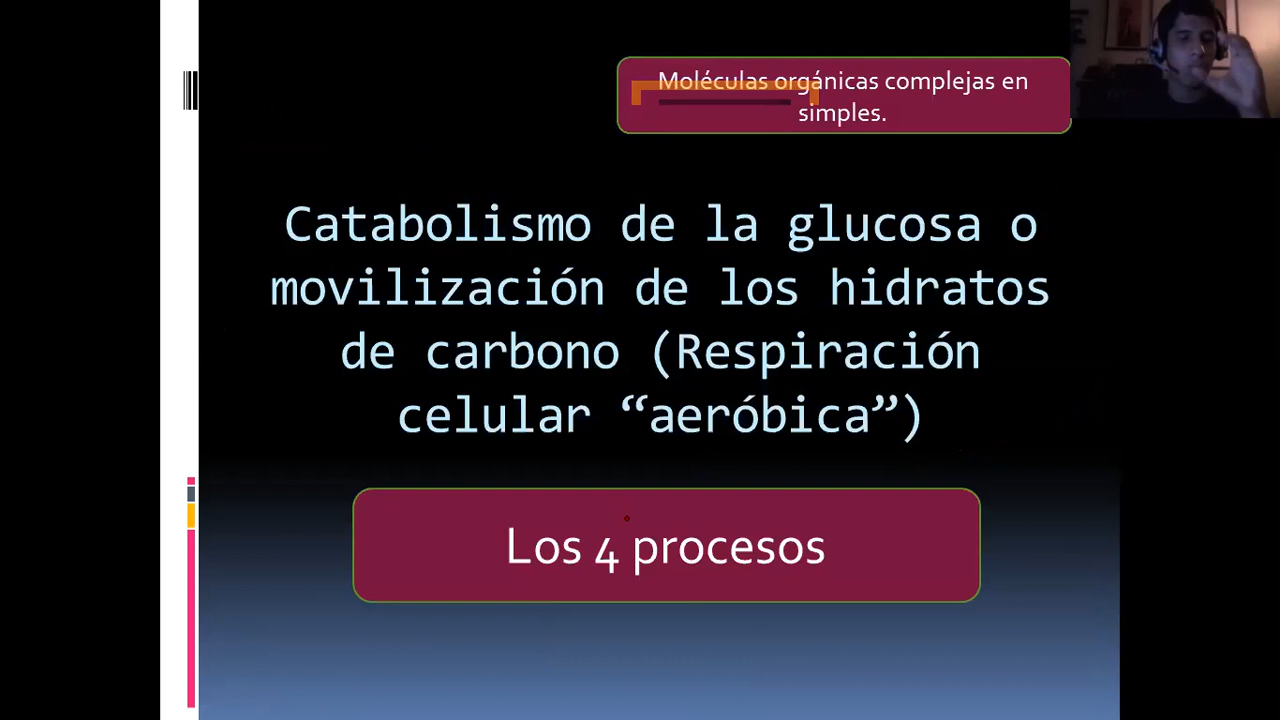 Moléculas orgánicas complejas en
simples.
Catabolismo de la glucosa o
movilización de los hidratos
de carbono (Respiración
celular “aeróbica”)
Los 4 procesos